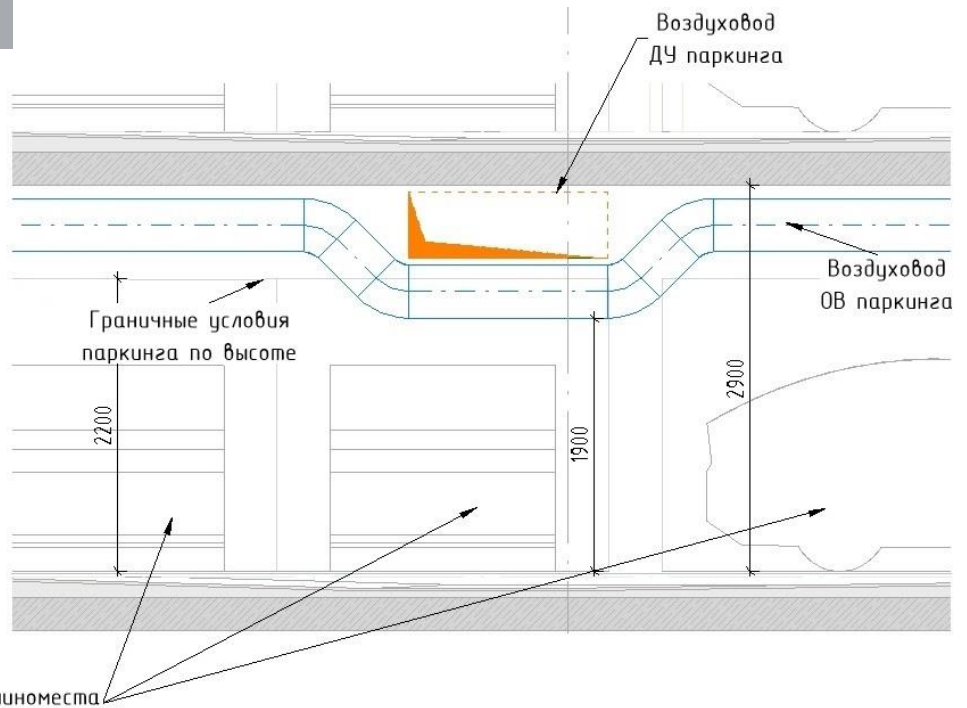 Воздуховод
ДУ паркинга
Воздуховод
ОВ паркинга
Граничные условия
паркинга по высоте
2200
1900
2900
иноместа